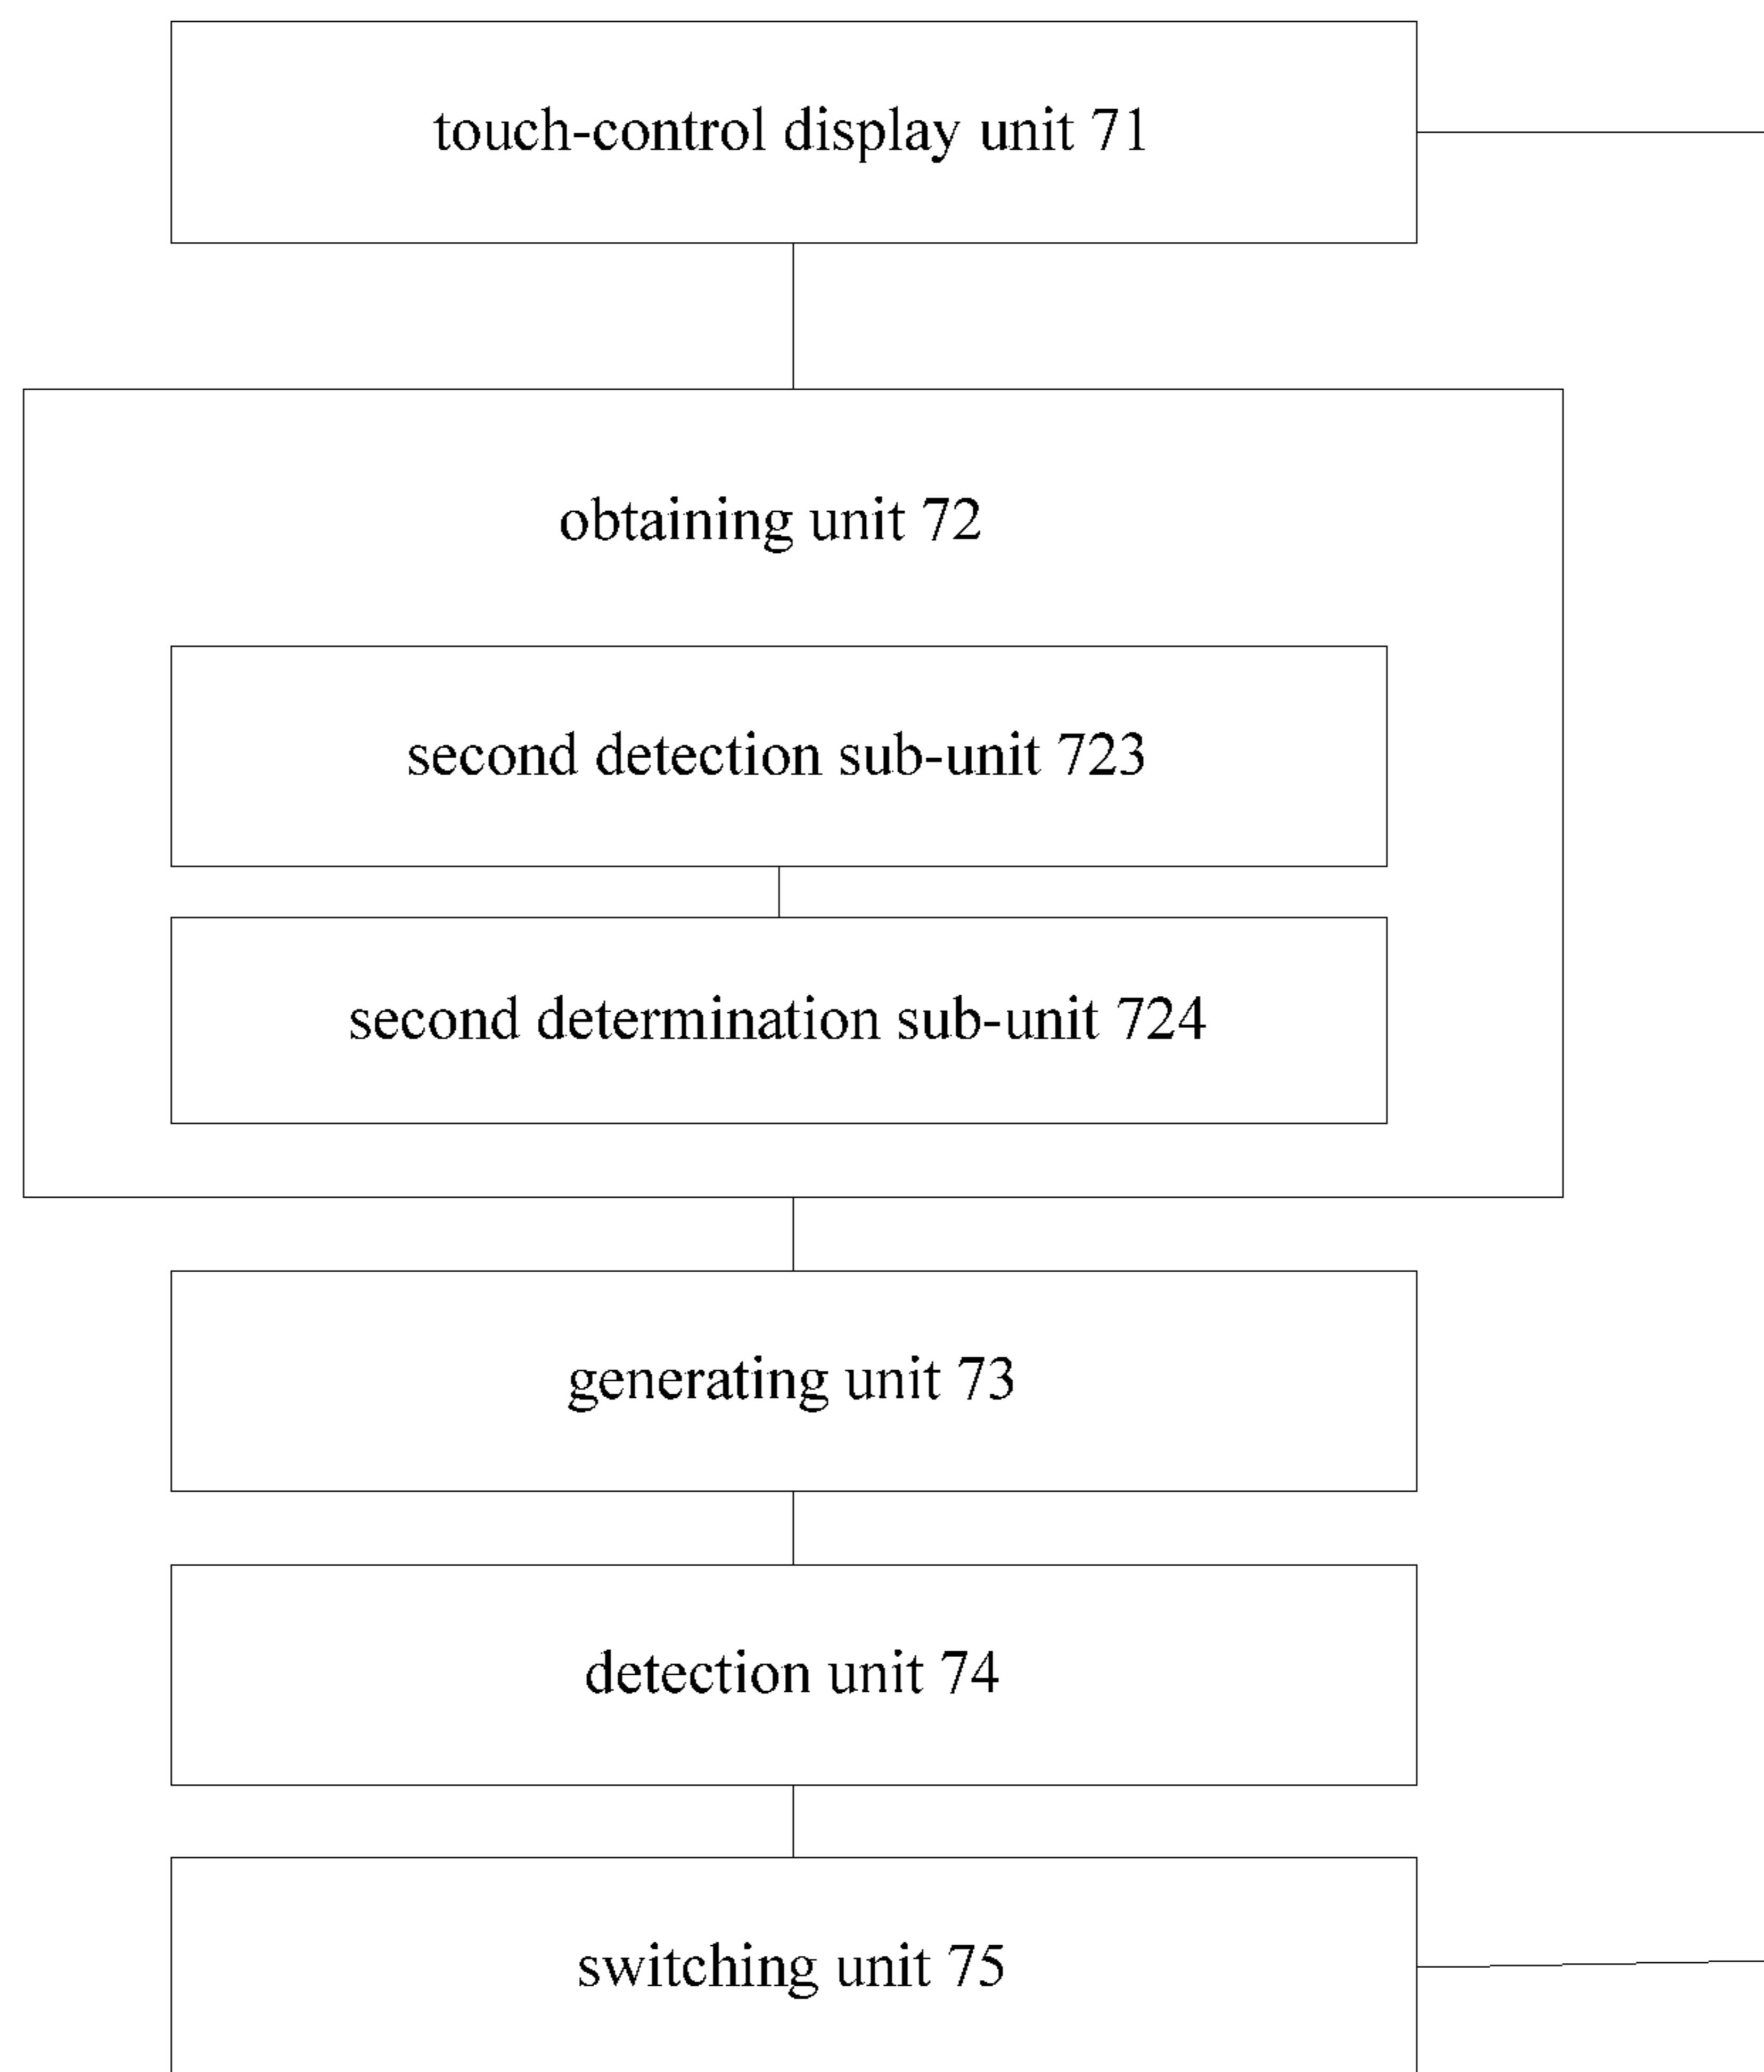 touch-control display unit 71
obtaining unit 72
second detection sub-unit 723
second determination sub-unit 724
generating unit 73
detection unit 74
switching unit 75